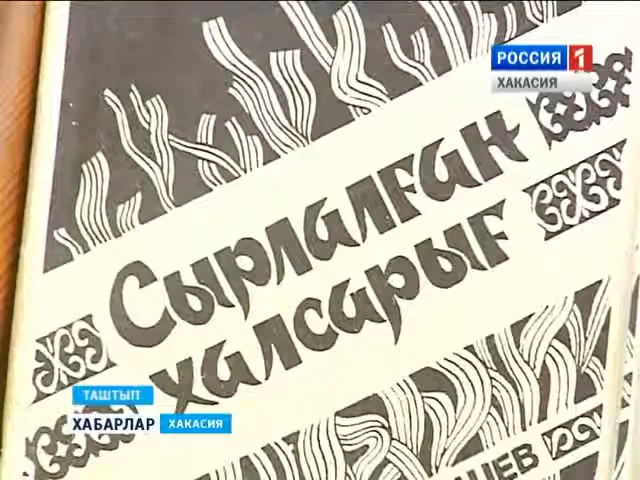 РОССИЯ 1
ХАКАСИЯ
Сырлалған
халсарығ
ТАШТЫП
ХАБАРЛАР ХАКАСИЯ